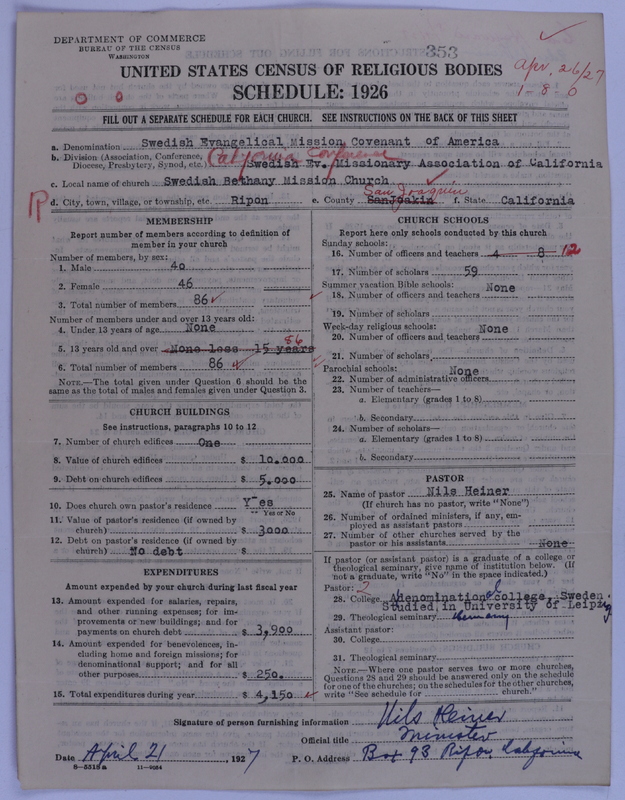 DEPARTMENT OF COMMERCE
BUREAU OF THE CENSUS
WASHINGTON
353
Apr. 26/27
1-8-0
UNITED STATES CENSUS OF RELIGIOUS BODIES
SCHEDULE: 1926
FILL OUT A SEPARATE SCHEDULE FOR EACH CHURCH. SEE INSTRUCTIONS ON THE BACK OF THIS SHEET
a. Denomination Swedish Evangelical Mission Covenant of America
California Conference
b. Division (Association, Conference, Diocese, Presbytery, Synod, etc.) Swedish Ev. Missionary Association of California
c. Local name of church Swedish Bethany Mission Church
San Joaquin
d. City, town, village, or township, etc. Ripon e. County SanJoakin f. State California
MEMBERSHIP
Report number of members according to definition of
member in your church
Number of members, by sex:
1. Male 40
2. Female 46
3. Total number of members 86
Number of members under and over 13 years old:
4. Under 13 years of age None
86
5. 13 years old and over None less 15 years
6. Total number of members 86
NOTE.—The total given under Question 6 should be the
same as the total of males and females given under Question 3.
CHURCH BUILDINGS
See instructions, paragraphs 10 to 12
7. Number of church edifices One
8. Value of church edifices $ 10.000
9. Debt on church edifices $ 5.000
10. Does church own pastor's residence Yes
Yes or No
11. Value of pastor's residence (if owned by
church) $ 3000
12. Debt on pastor's residence (if owned by
church) No debt $
EXPENDITURES
Amount expended by your church during last fiscal year
13. Amount expended for salaries, repairs,
and other running expenses; for im-
provements or new buildings; and for
payments on church debt $ 3,900
14. Amount expended for benevolences, in-
cluding home and foreign missions; for
denominational support; and for all
other purposes $ 250.
15. Total expenditures during year $ 4,150
CHURCH SCHOOLS
Report here only schools conducted by this church
Sunday schools:
16. Number of officers and teachers 4 8 12
17. Number of scholars 59
Summer vacation Bible schools: None
18. Number of officers and teachers
19. Number of scholars
Week-day religious schools: None
20. Number of officers and teachers
21. Number of scholars
Parochial schools: None
22. Number of administrative officers
23. Number of teachers—
a. Elementary (grades 1 to 8)
b. Secondary
24. Number of scholars—
a. Elementary (grades 1 to 8)
b. Secondary
PASTOR
25. Name of pastor Nils Heiner
(If church has no pastor, write "None")
26. Number of ordained ministers, if any, em-
ployed as assistant pastors
27. Number of other churches served by the
pastor or his assistants None
If pastor (or assistant pastor) is a graduate of a college or
theological seminary, give name of institution below. (If
not a graduate, write "No" in the space indicated.)
Pastor: 2
28. College Adenominational college, Sweden.
Studied in University of Leipzig
29. Theological seminary Germany
Assistant pastor:
30. College
31. Theological seminary
NOTE.—Where one pastor serves two or more churches,
Questions 28 and 29 should be answered only on the schedule
for one of the churches; on the schedules for the other churches,
write "See schedule for church."
Signature of person furnishing information Nils Heiner
Official title Minister
Date April 21, 1927 P. O. Address Box 93 Ripon, California
8—5318 a 11—9084